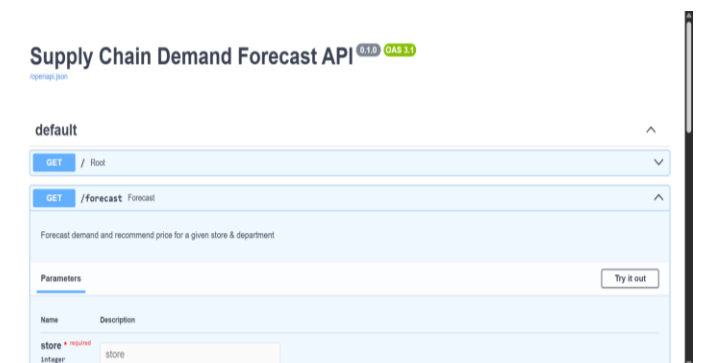 Supply Chain Demand Forecast API 0.1.0 OAS 3.1
/openapi.json
default
GET / Root
GET /forecast Forecast
Forecast demand and recommend price for a given store & department
Parameters Try it out
Name Description
store * required store
integer